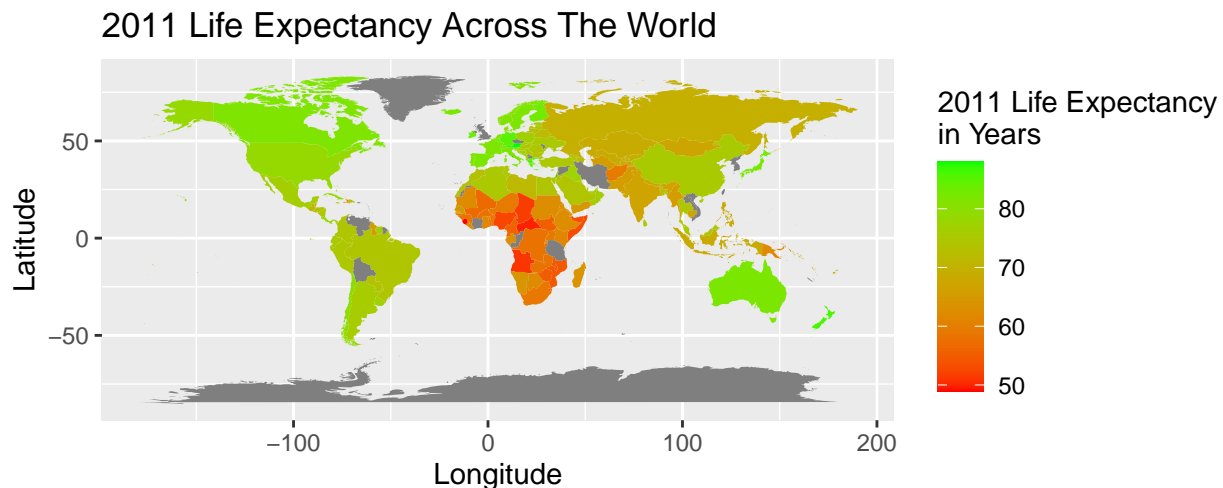 2011 Life Expectancy Across The World
50
0
−50
Latitude
−100
0
100
200
Longitude
2011 Life Expectancy
in Years
80
70
60
50